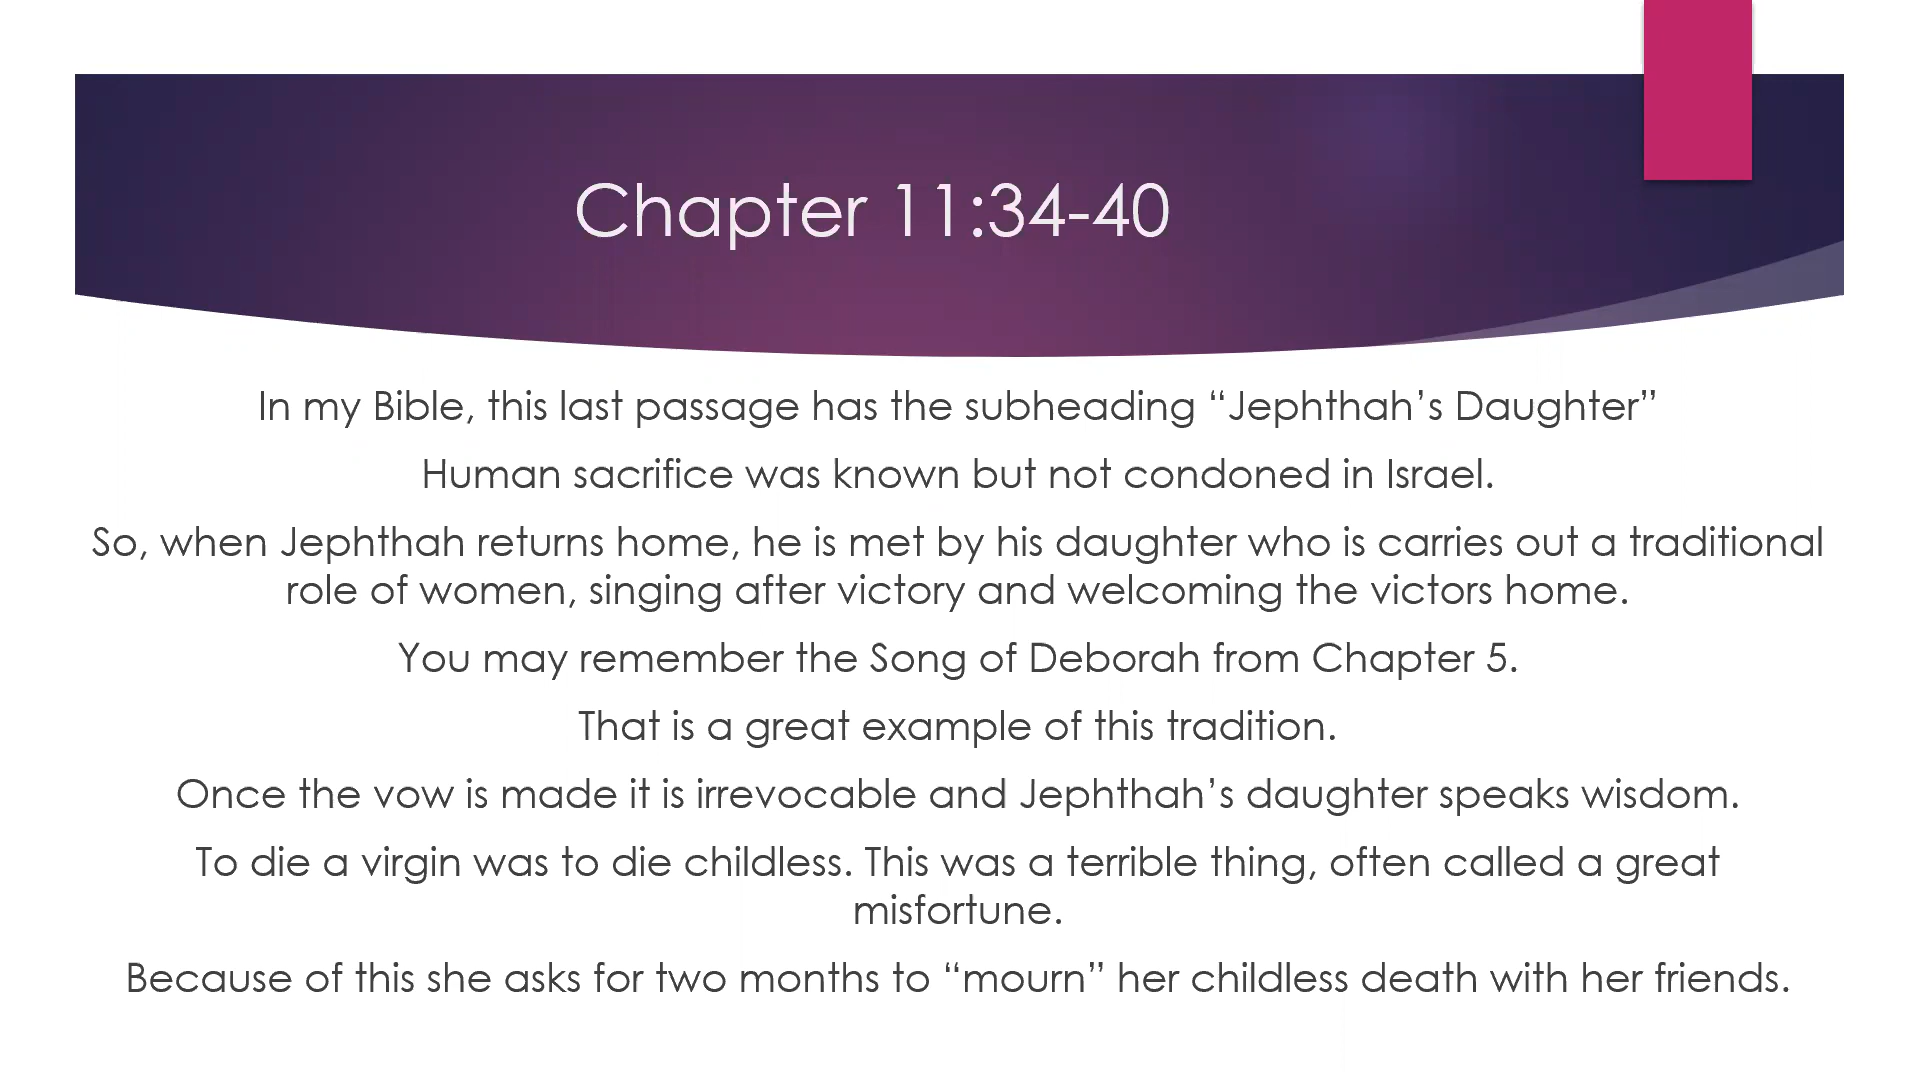 Chapter 11:34-40
In my Bible, this last passage has the subheading “Jephthah’s Daughter”
Human sacrifice was known but not condoned in Israel.
So, when Jephthah returns home, he is met by his daughter who is carries out a traditional
role of women, singing after victory and welcoming the victors home.
You may remember the Song of Deborah from Chapter 5.
That is a great example of this tradition.
Once the vow is made it is irrevocable and Jephthah’s daughter speaks wisdom.
To die a virgin was to die childless. This was a terrible thing, often called a great
misfortune.
Because of this she asks for two months to “mourn” her childless death with her friends.